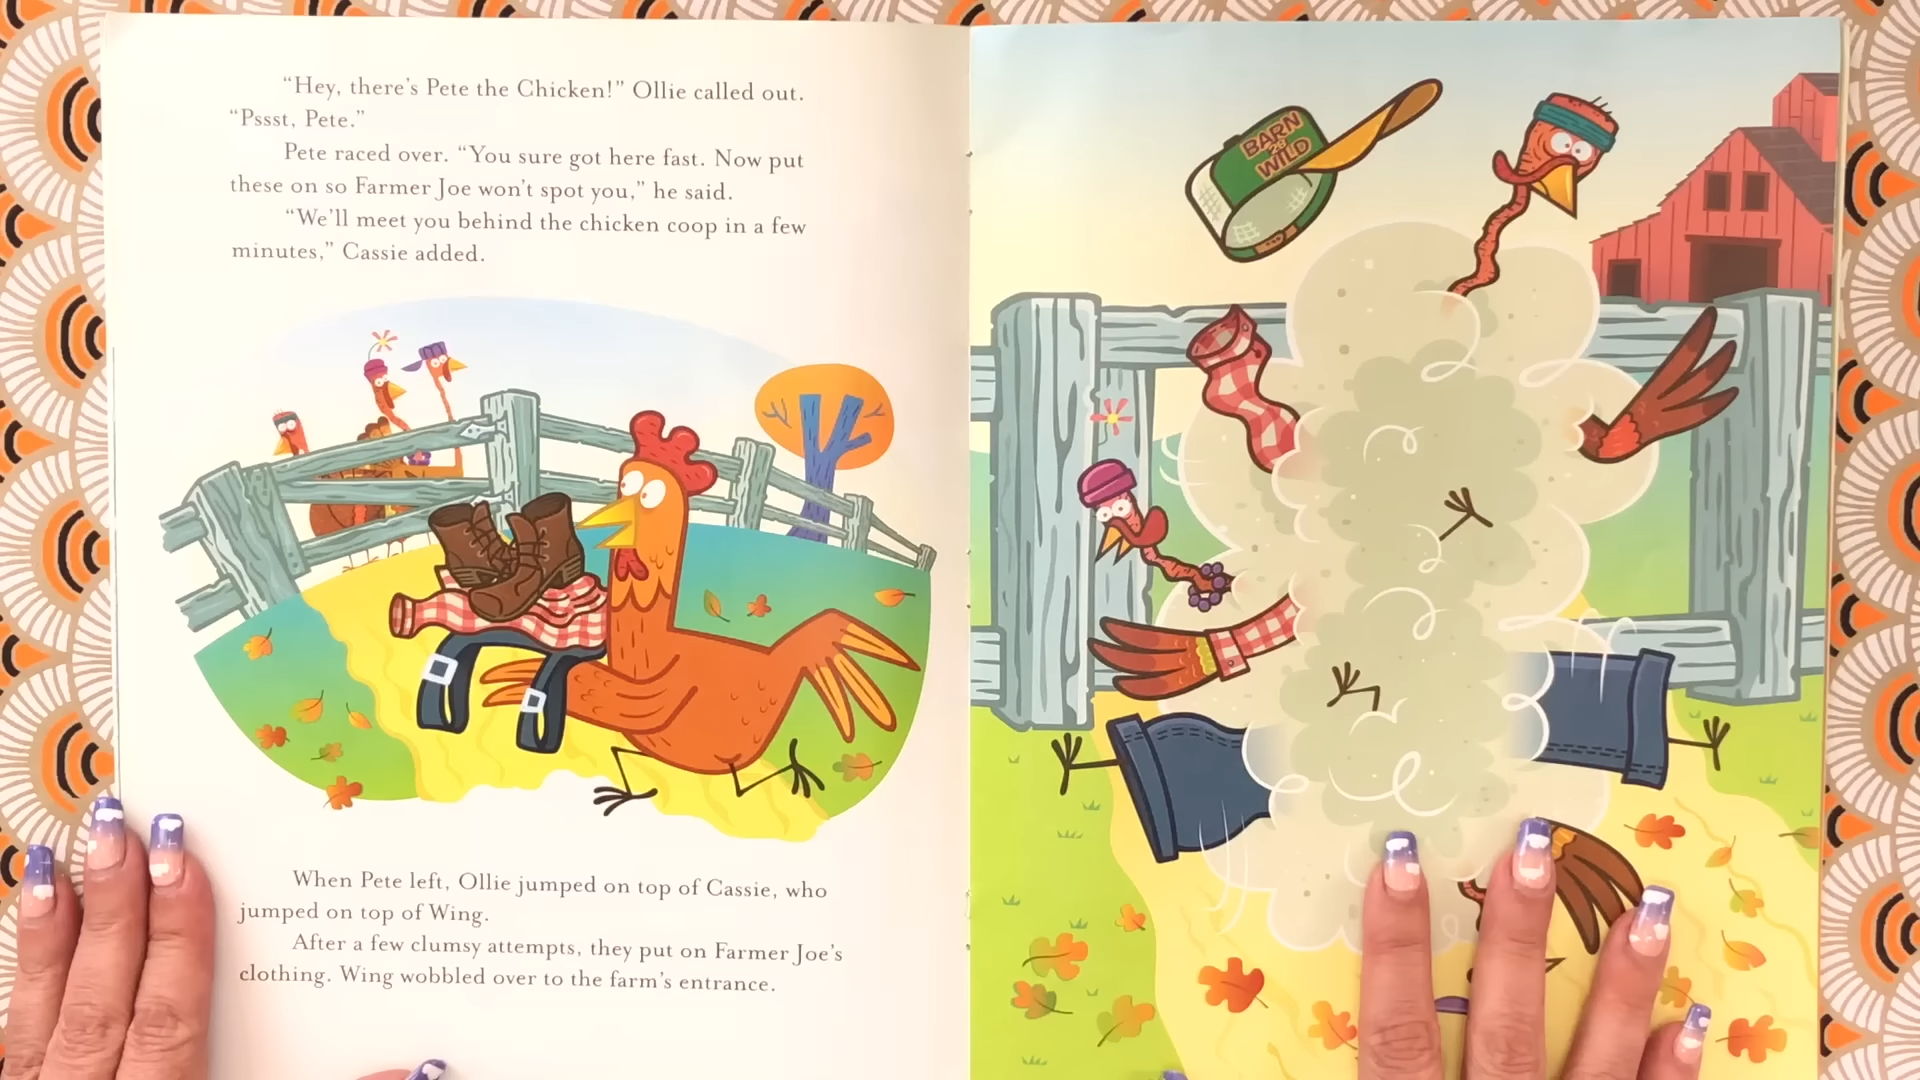 “Hey, there’s Pete the Chicken!” Ollie called out.
“Pssst, Pete.”
Pete raced over. “You sure got here fast. Now put
these on so Farmer Joe won’t spot you,” he said.
“We’ll meet you behind the chicken coop in a few
minutes,” Cassie added.
When Pete left, Ollie jumped on top of Cassie, who
jumped on top of Wing.
After a few clumsy attempts, they put on Farmer Joe’s
clothing. Wing wobbled over to the farm’s entrance.
BARN
2B
WILD